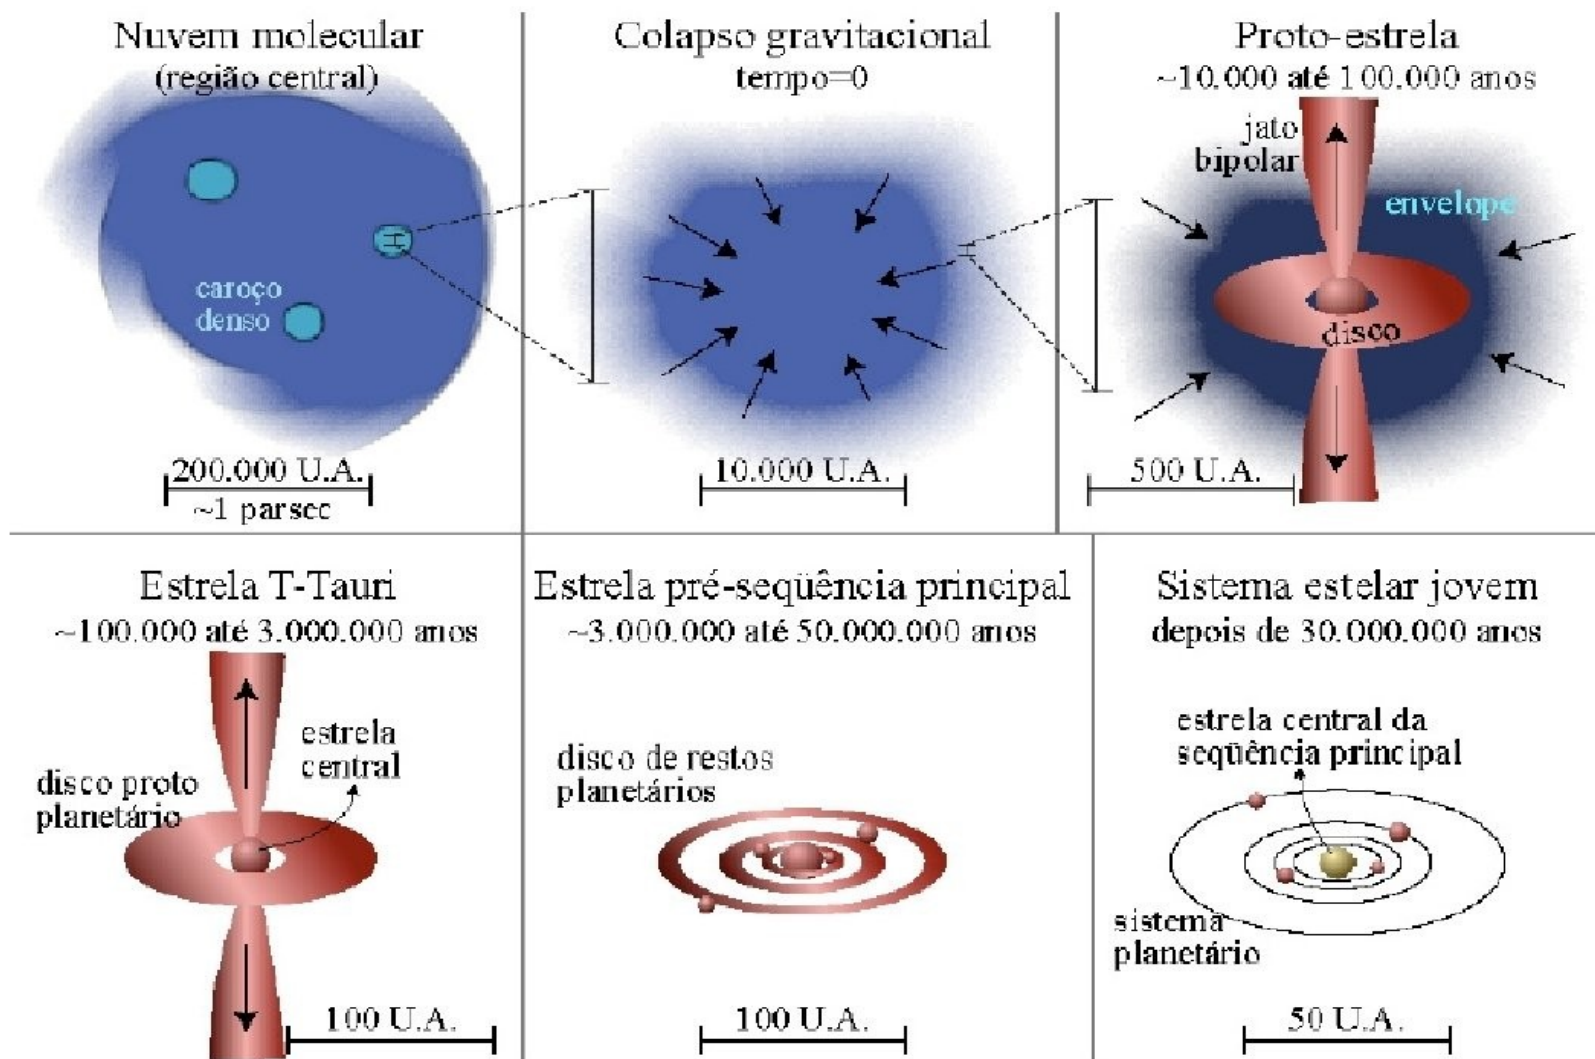 Nuvem molecular
(região central)
caroço
denso
200.000 U.A.
~1 parsec
Colapso gravitacional
tempo=0
10.000 U.A.
Proto-estrela
~10.000 até 100.000 anos
jato
bipolar
envelope
disco
500 U.A.
Estrela T-Tauri
~100.000 até 3.000.000 anos
estrela
central
disco proto
planetário
100 U.A.
Estrela pré-seqüência principal
~3.000.000 até 50.000.000 anos
disco de restos
planetários
100 U.A.
Sistema estelar jovem
depois de 30.000.000 anos
estrela central da
seqüência principal
sistema
planetário
50 U.A.